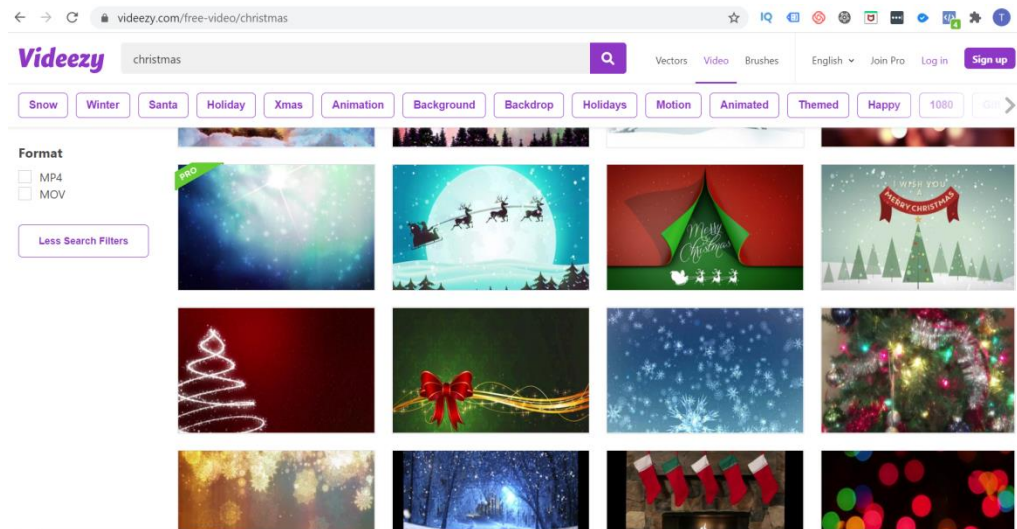 videezy.com/free-video/christmas
IQ
4
T
Videezy
christmas
Vectors Video Brushes English Join Pro Log in Sign up
Snow Winter Santa Holiday Xmas Animation Background Backdrop Holidays Motion Animated Themed Happy 1080
Format
MP4
MOV
Less Search Filters
PRO
Merry Christmas
I WISH YOU
A
MERRY CHRISTMAS